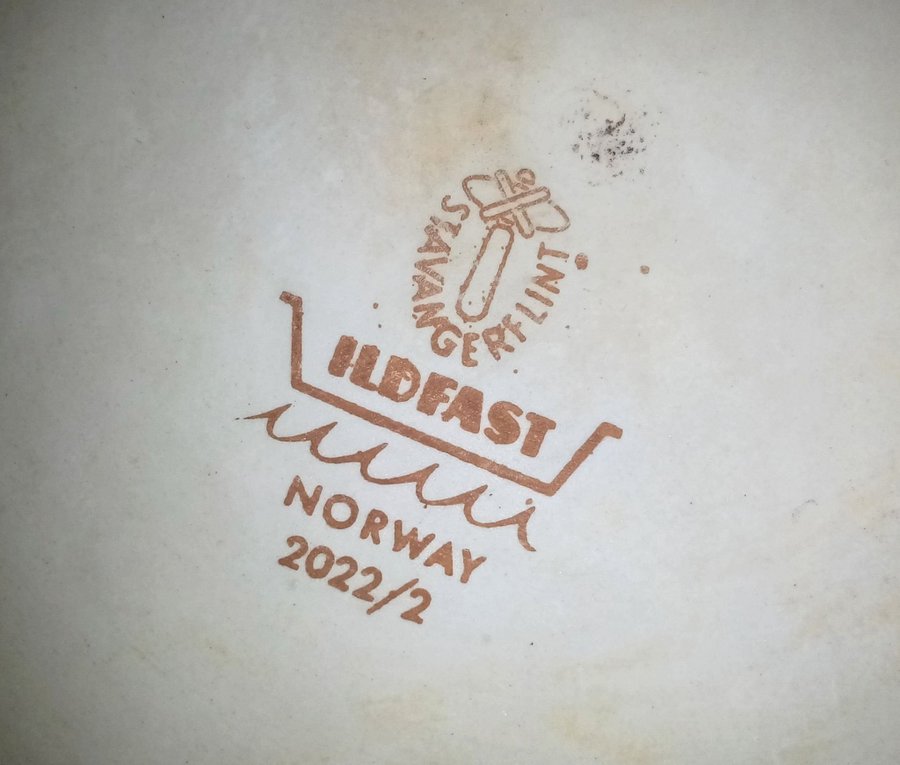 STAVANGERFLINT
ILDFAST
NORWAY
2022/2